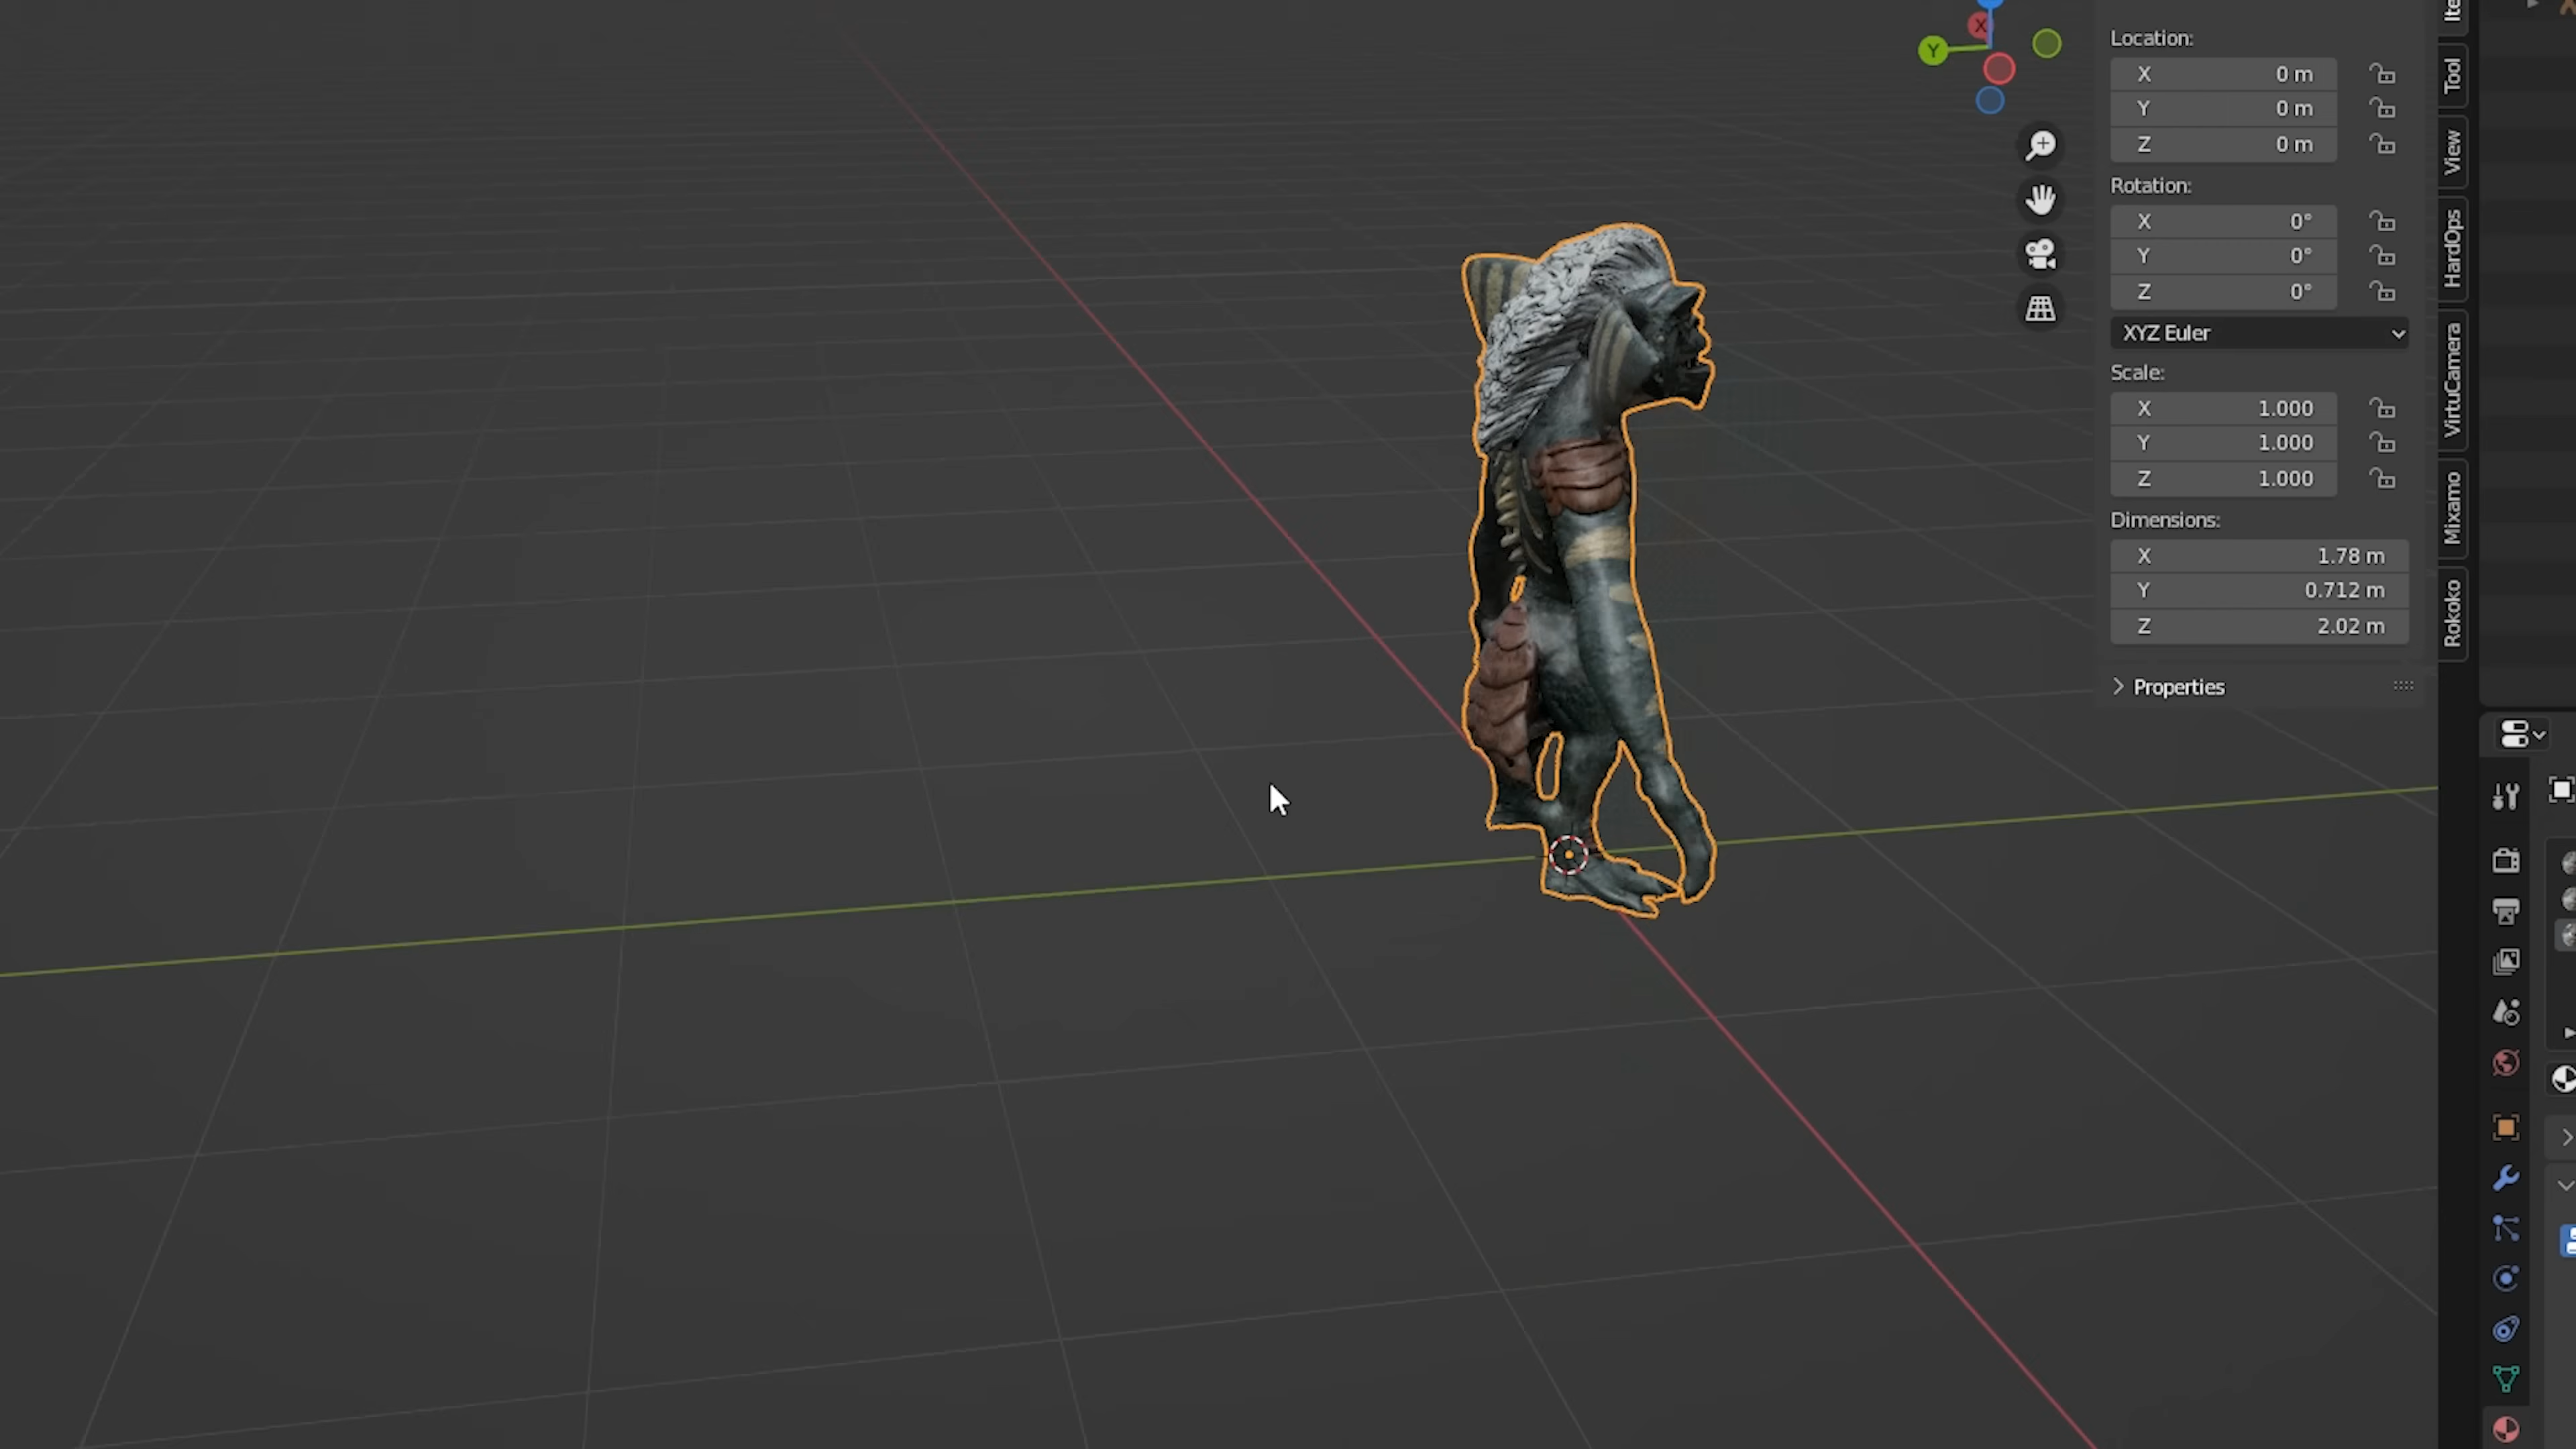 X
Y
Location:
X 0 m
Y 0 m
Z 0 m
Rotation:
X 0°
Y 0°
Z 0°
XYZ Euler
Scale:
X 1.000
Y 1.000
Z 1.000
Dimensions:
X 1.78 m
Y 0.712 m
Z 2.02 m
Properties
Tool
View
HardOps
VirtuCamera
Mixamo
Rokoko